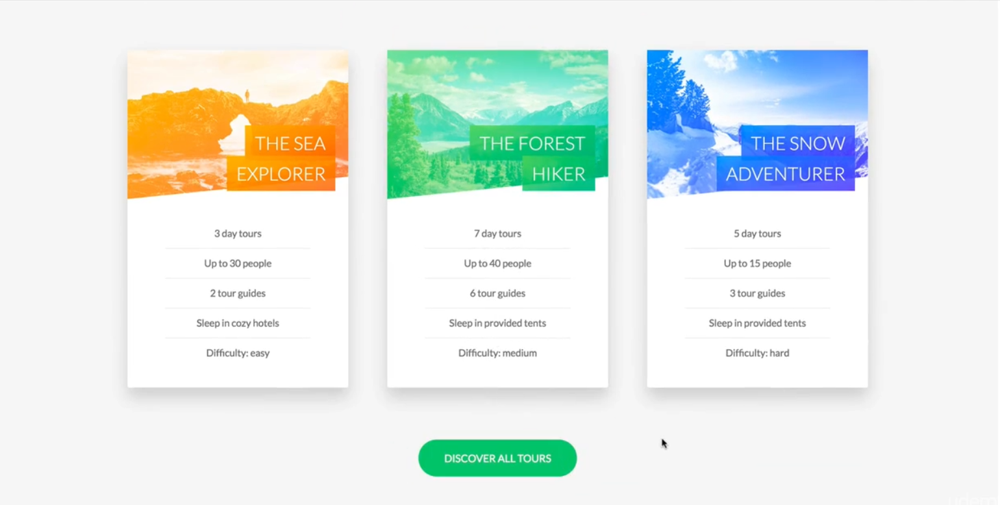 THE SEA
EXPLORER
3 day tours
Up to 30 people
2 tour guides
Sleep in cozy hotels
Difficulty: easy
THE FOREST
HIKER
7 day tours
Up to 40 people
6 tour guides
Sleep in provided tents
Difficulty: medium
THE SNOW
ADVENTURER
5 day tours
Up to 15 people
3 tour guides
Sleep in provided tents
Difficulty: hard
DISCOVER ALL TOURS